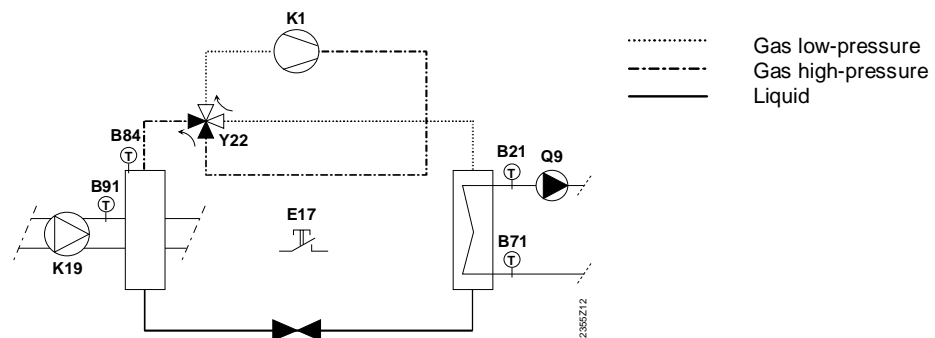 K1
Gas low-pressure
Gas high-pressure
Liquid
B84
Y22
B21
Q9
T
T
B91
T
E17
B71
T
K19
2355Z12